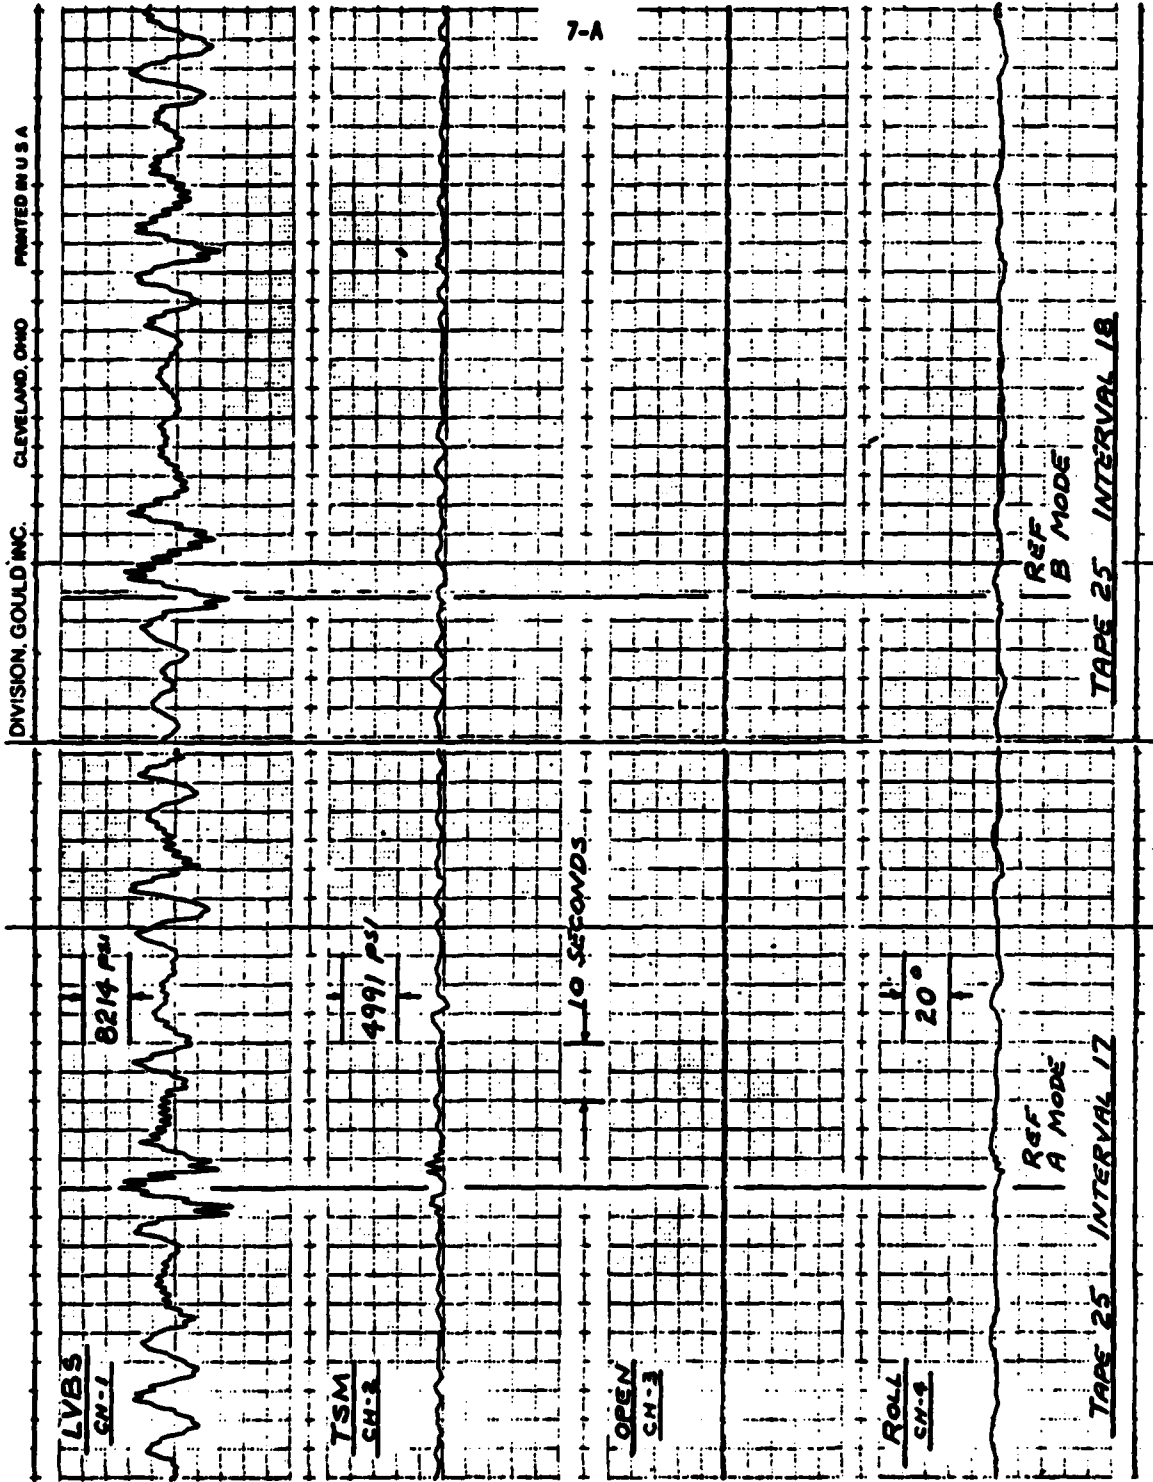 7-A
DIVISION, GOULD INC. CLEVELAND, OHIO PRINTED IN U S A
LVBS
CH-1
8214 PSI
TSM
CH-2
4991 PSI
10 SECONDS
OPEN
CH-3
ROLL
CH-4
20°
REF
A MODE
REF
B MODE
TAPE 25 INTERVAL 17
TAPE 25 INTERVAL 18